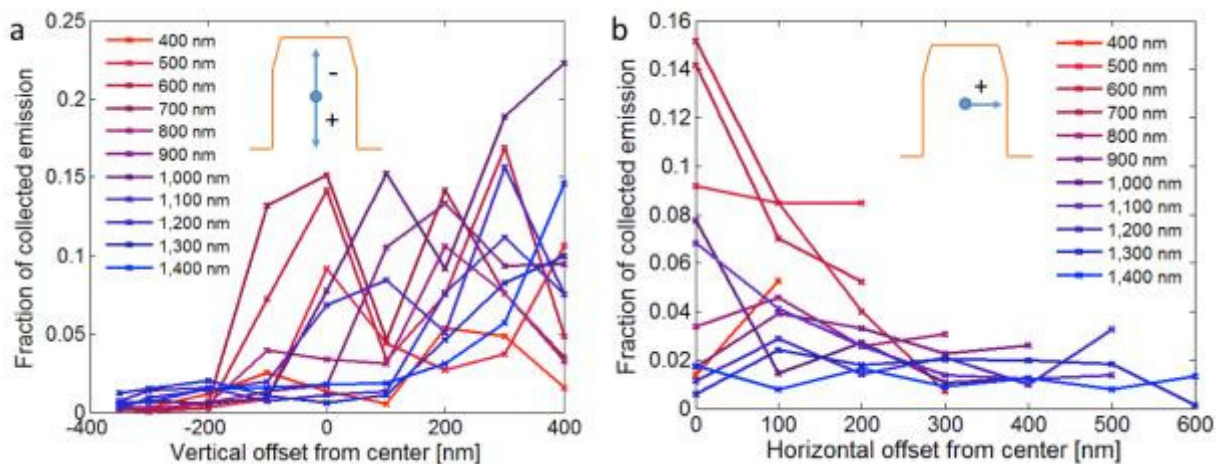 a
Fraction of collected emission
0.25
0.2
0.15
0.1
0.05
0
-400
-200
0
200
400
Vertical offset from center [nm]
400 nm
500 nm
600 nm
700 nm
800 nm
900 nm
1,000 nm
1,100 nm
1,200 nm
1,300 nm
1,400 nm
-
+
b
Fraction of collected emission
0.16
0.14
0.12
0.1
0.08
0.06
0.04
0.02
0
0
100
200
300
400
500
600
Horizontal offset from center [nm]
+
400 nm
500 nm
600 nm
700 nm
800 nm
900 nm
1,000 nm
1,100 nm
1,200 nm
1,300 nm
1,400 nm